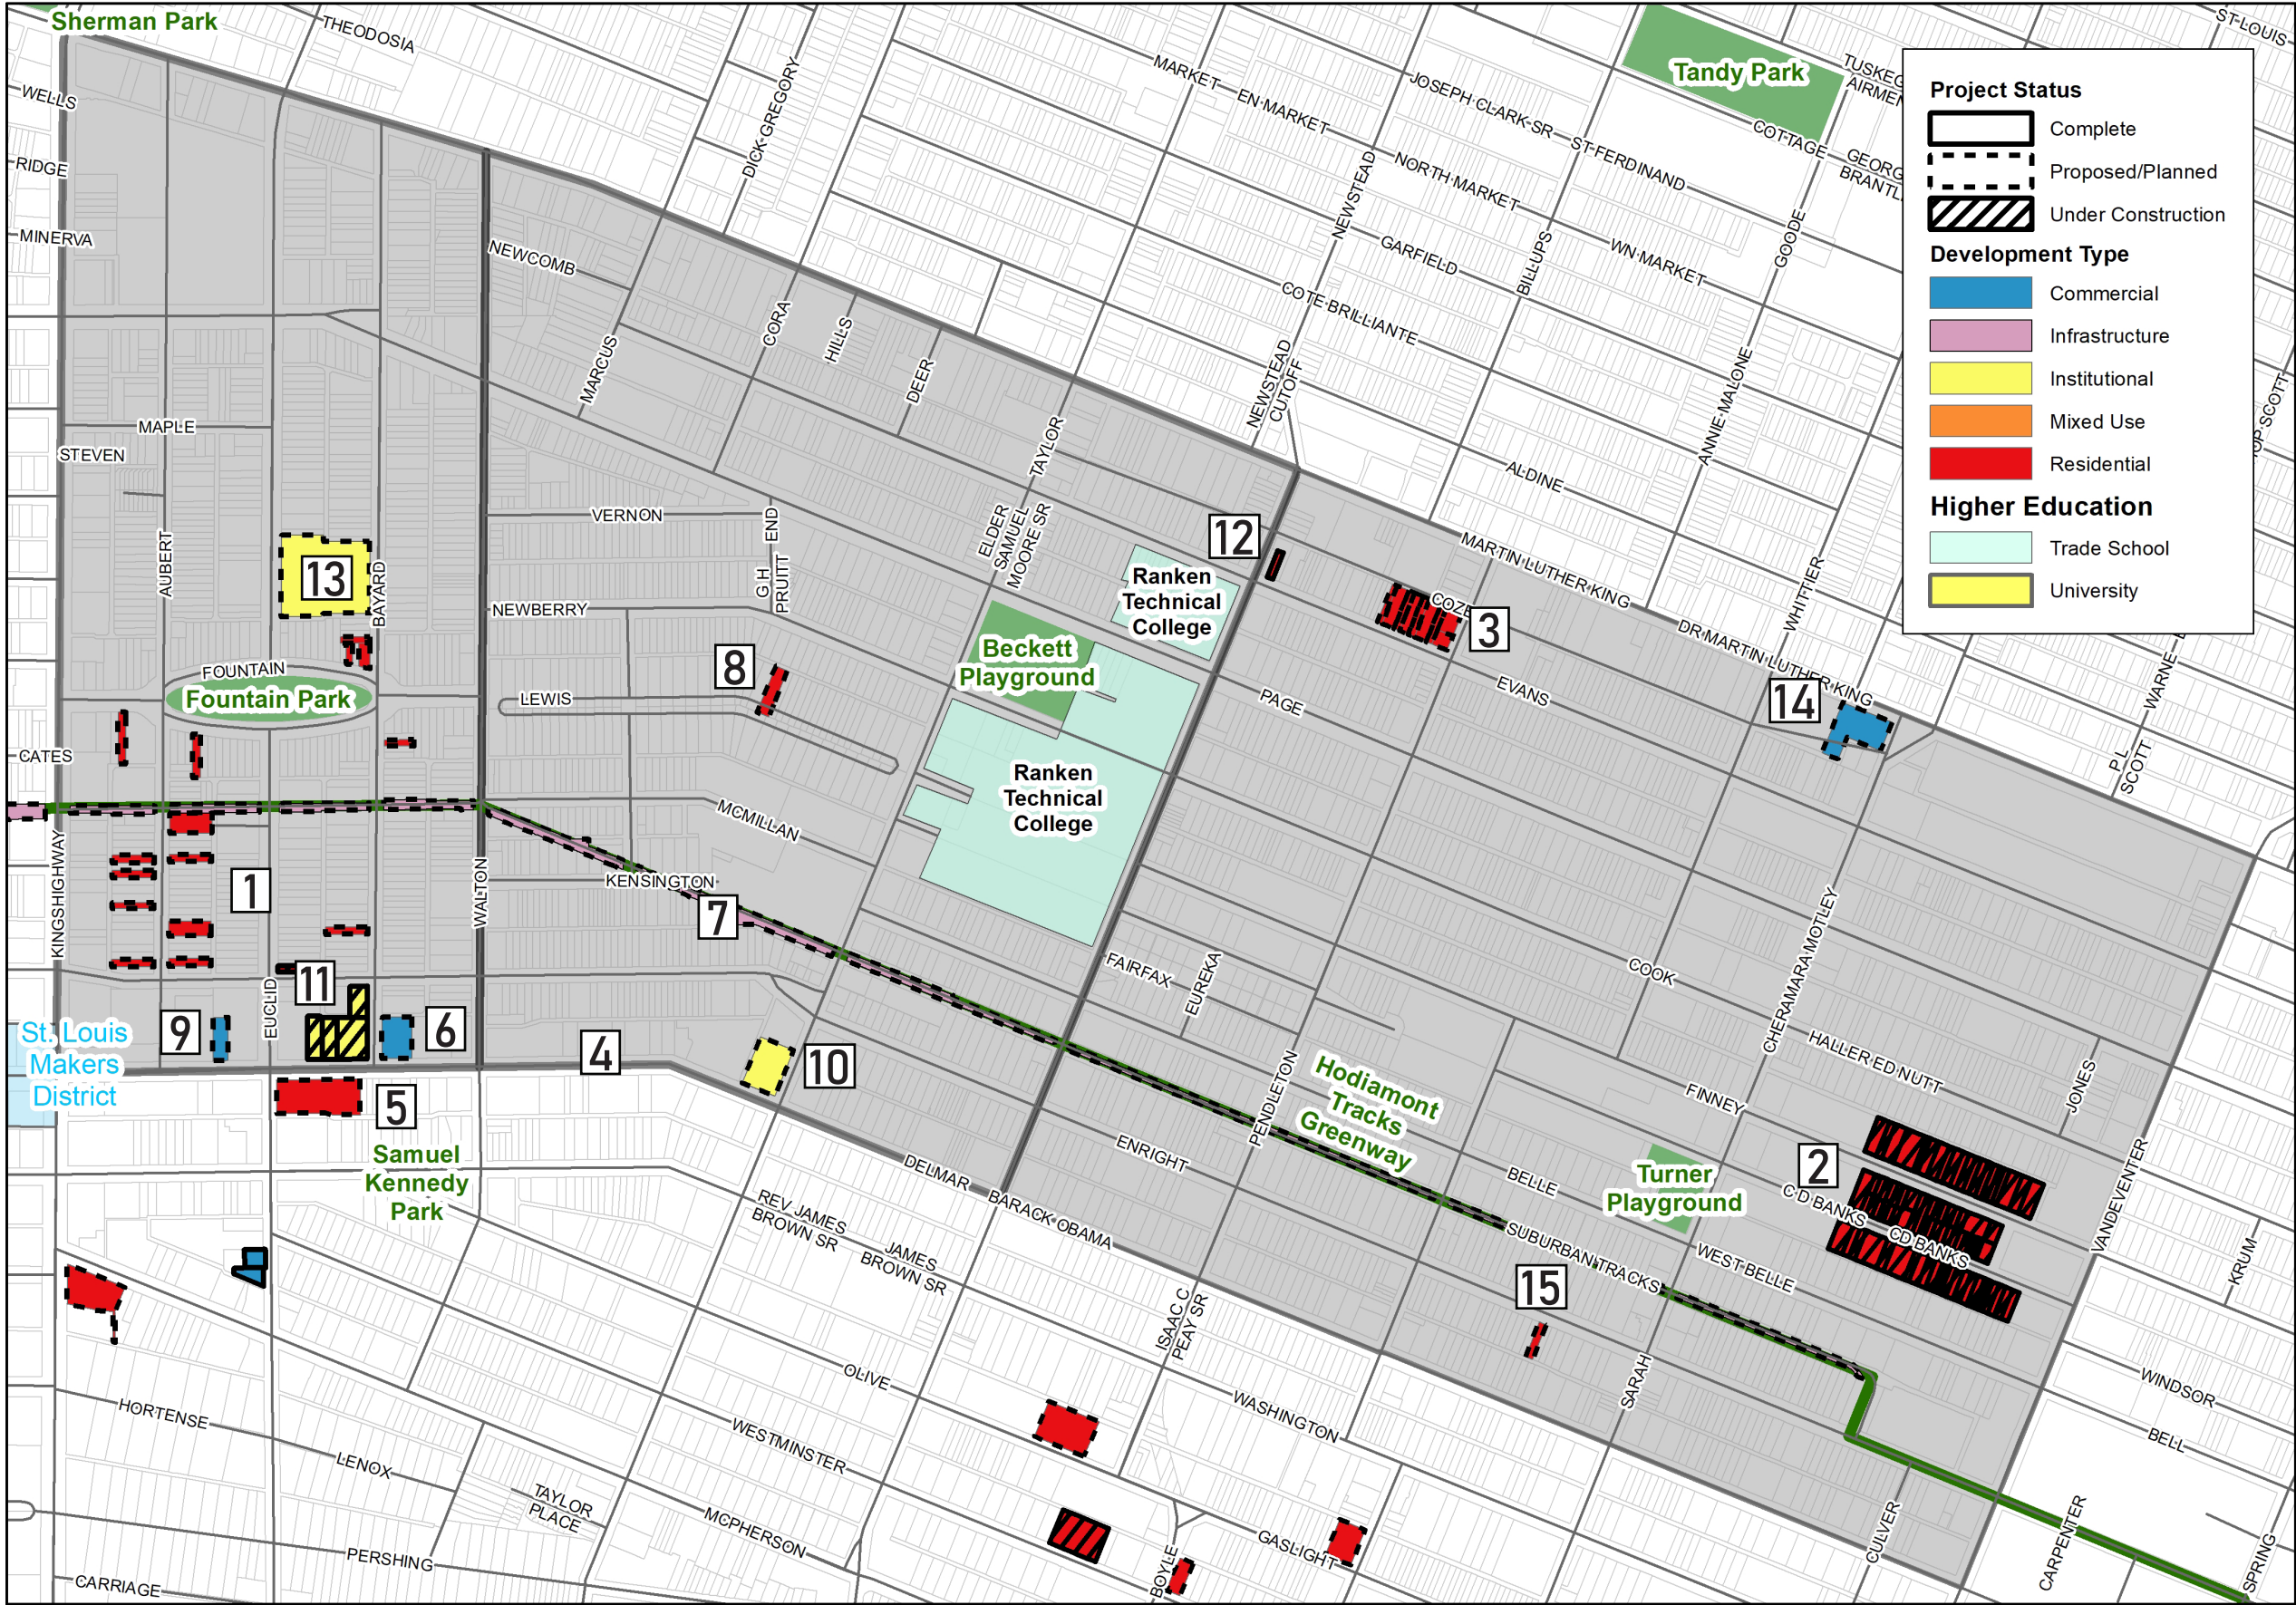 Sherman Park
THEODOSIA
WELLS
RIDGE
MINERVA
DICK GREGORY
MARKET
EN MARKET
JOSEPH CLARK SR
ST FERDINAND
NORTH MARKET
NEWSTEAD
GARFIELD
BILLUPS
WN MARKET
GOODE
COTE BRILLIANTE
Tandy Park
COTTAGE
TUSKEG
AIRMEN
GEORG
BRANTL
ST LOUIS
Project Status
Complete
Proposed/Planned
Under Construction
Development Type
Commercial
Infrastructure
Institutional
Mixed Use
Residential
Higher Education
Trade School
University
OP SCOTT
WARNE
P L
SCOTT
NEWCOMB
MARCUS
CORA
HILLS
DEER
TAYLOR
NEWSTEAD
CUTOFF
ANNIE MALONE
ALDINE
MAPLE
STEVEN
AUBERT
VERNON
END
G H
PRUITT
ELDER
SAMUEL
MOORE SR
12
MARTIN LUTHER KING
WHITTIER
13
BAYARD
NEWBERRY
Ranken
Technical
College
COZE
3
DR MARTIN LUTHER KING
Beckett
Playground
8
FOUNTAIN
Fountain Park
LEWIS
PAGE
EVANS
14
CATES
Ranken
Technical
College
MCMILLAN
KINGSHIGHWAY
1
WALTON
KENSINGTON
7
FAIRFAX
EUREKA
COOK
CHERAMARA MOTLEY
11
EUCLID
9
6
4
10
St. Louis
Makers
District
5
HALLER ED NUTT
JONES
PENDLETON
Hodiamont
Tracks
Greenway
FINNEY
ENRIGHT
BELLE
Turner
Playground
2
C D BANKS
CD BANKS
VANDEVENTER
Samuel
Kennedy
Park
DELMAR
BARACK OBAMA
REV JAMES
BROWN SR
JAMES
BROWN SR
SUBURBAN TRACKS
WEST BELLE
KRUM
15
ISAAC C
PEAY SR
SARAH
OLIVE
WASHINGTON
WINDSOR
BELL
HORTENSE
LENOX
WESTMINSTER
TAYLOR
PLACE
MCPHERSON
PERSHING
CARRIAGE
BOYLE
GASLIGHT
CULVER
CARPENTER
SPRING